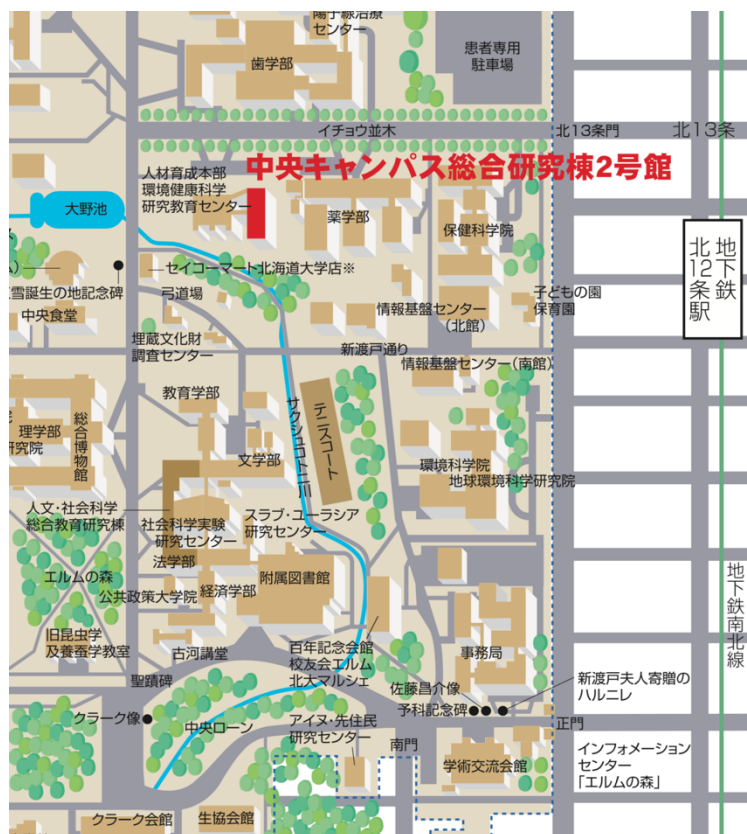 陽子線治療
センター
歯学部
患者専用
駐車場
イチョウ並木
北13条門
北13条
中央キャンパス総合研究棟2号館
人材育成本部
環境健康科学
研究教育センター
大野池
薬学部
保健科学院
地下鉄
北12条駅
セイコーマート北海道大学店※
雪誕生の地記念碑
中央食堂
弓道場
情報基盤センター
(北館)
子どもの園
保育園
埋蔵文化財
調査センター
新渡戸通り
情報基盤センター(南館)
教育学部
サクシュコトニ川
テニスコート
理学部
研究院
総合博物館
文学部
環境科学院
地球環境科学研究院
人文・社会科学
総合教育研究棟
社会科学実験
研究センター
スラブ・ユーラシア
研究センター
法学部
エルムの森
公共政策大学院
経済学部
附属図書館
地下鉄南北線
旧昆虫学
及養蚕学教室
古河講堂
百年記念会館
校友会エルム
北大マルシェ
事務局
聖蹟碑
佐藤昌介像
予科記念碑
新渡戸夫人寄贈の
ハルニレ
クラーク像
中央ローン
アイヌ・先住民
研究センター
南門
正門
学術交流会館
インフォメーション
センター
「エルムの森」
クラーク会館
生協会館